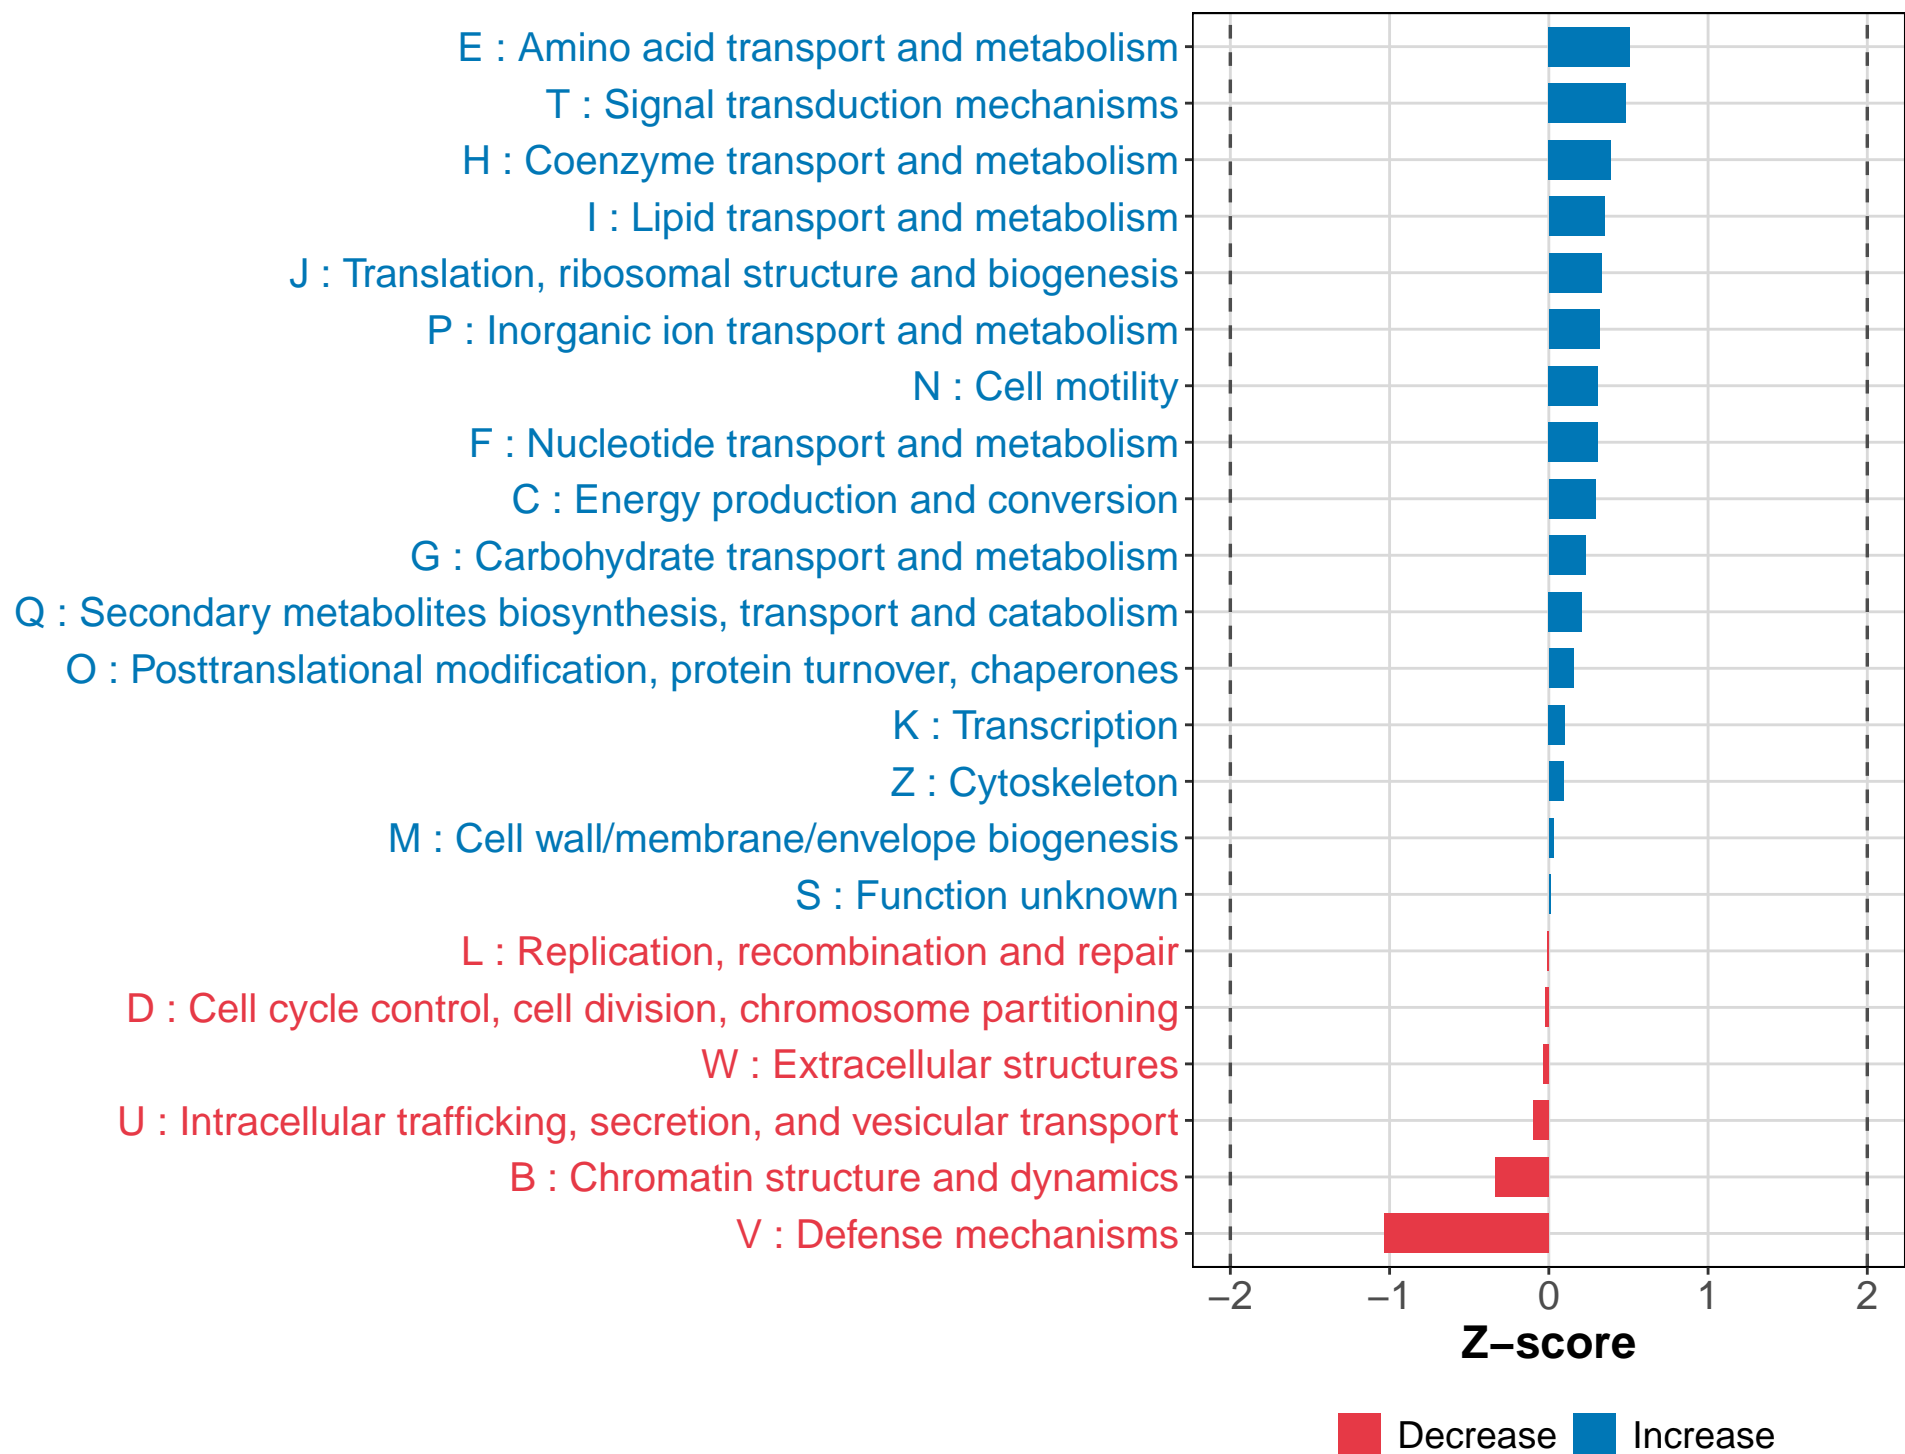 E : Amino acid transport and metabolism
T : Signal transduction mechanisms
H : Coenzyme transport and metabolism
I : Lipid transport and metabolism
J : Translation, ribosomal structure and biogenesis
P : Inorganic ion transport and metabolism
N : Cell motility
F : Nucleotide transport and metabolism
C : Energy production and conversion
G : Carbohydrate transport and metabolism
Q : Secondary metabolites biosynthesis, transport and catabolism
O : Posttranslational modification, protein turnover, chaperones
K : Transcription
Z : Cytoskeleton
M : Cell wall/membrane/envelope biogenesis
S : Function unknown
L : Replication, recombination and repair
D : Cell cycle control, cell division, chromosome partitioning
W : Extracellular structures
U : Intracellular trafficking, secretion, and vesicular transport
B : Chromatin structure and dynamics
V : Defense mechanisms
−2 −1 0 1 2
Z−score
Decrease Increase